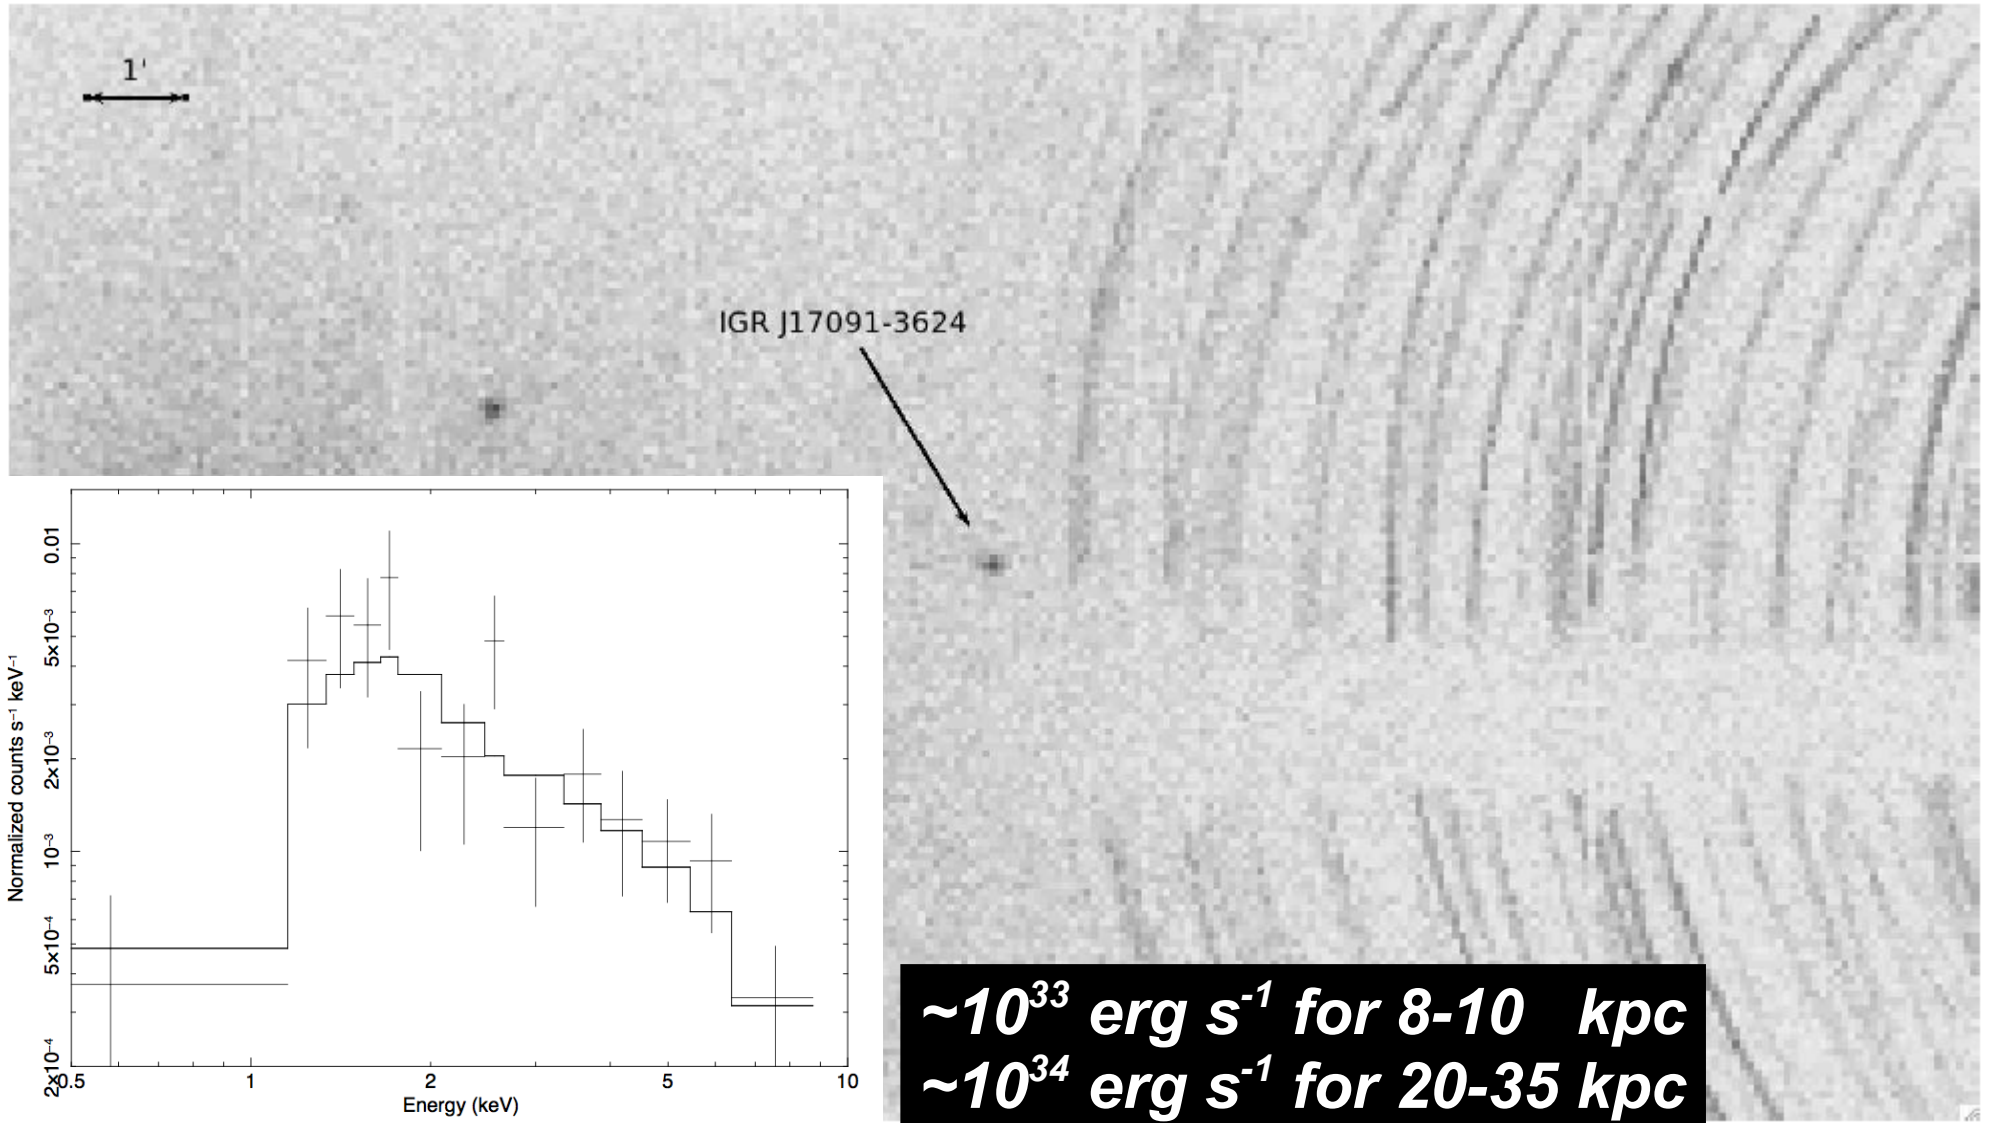 1'
IGR J17091-3624
0.01
5×10⁻³
2×10⁻³
10⁻³
5×10⁻⁴
2×10⁻⁴
Normalized counts s⁻¹ keV⁻¹
0.5 1 2 5 10
Energy (keV)
~10³³ erg s⁻¹ for 8-10 kpc
~10³⁴ erg s⁻¹ for 20-35 kpc